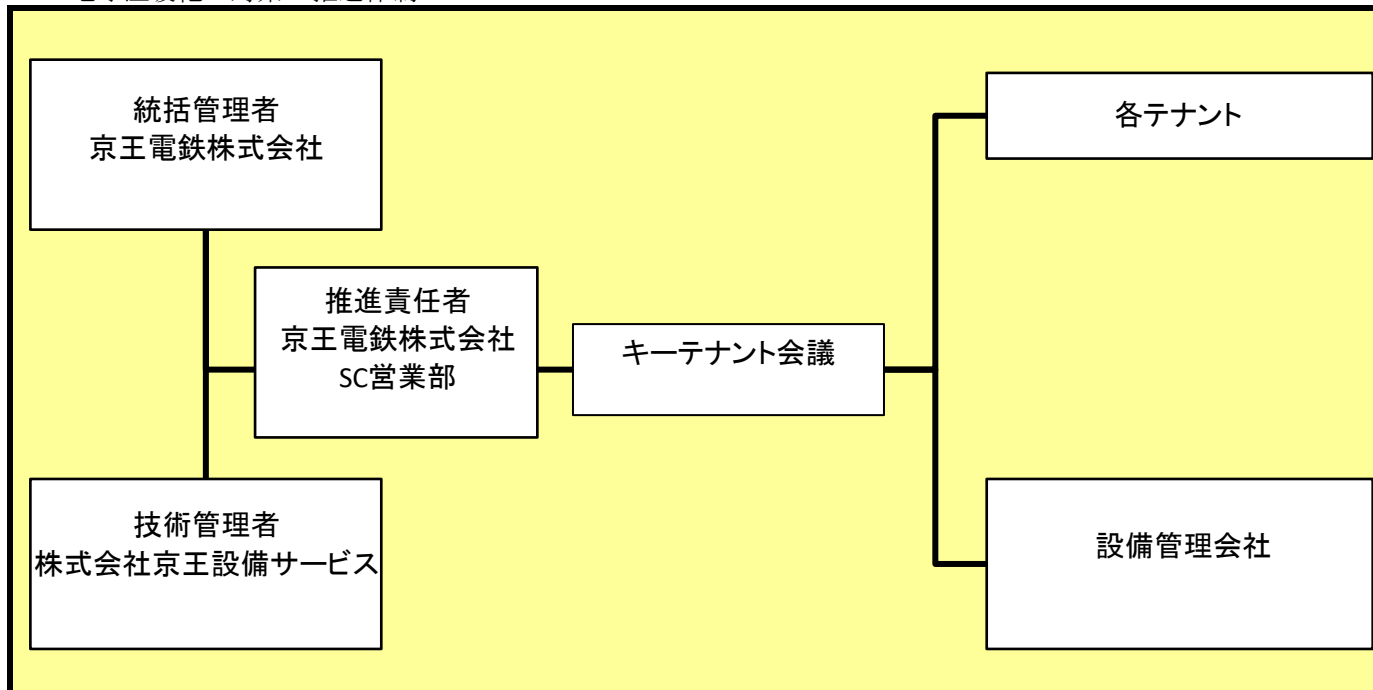 統括管理者
京王電鉄株式会社
各テナント
推進責任者
京王電鉄株式会社
SC営業部
キーテナント会議
技術管理者
株式会社京王設備サービス
設備管理会社